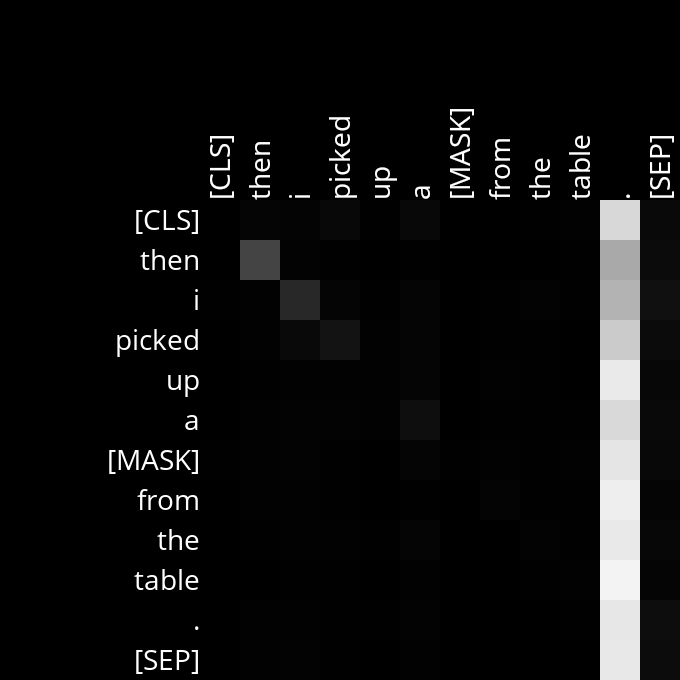 [CLS] then i picked up a [MASK] from the table . [SEP]
[CLS]
then
i
picked
up
a
[MASK]
from
the
table
.
[SEP]